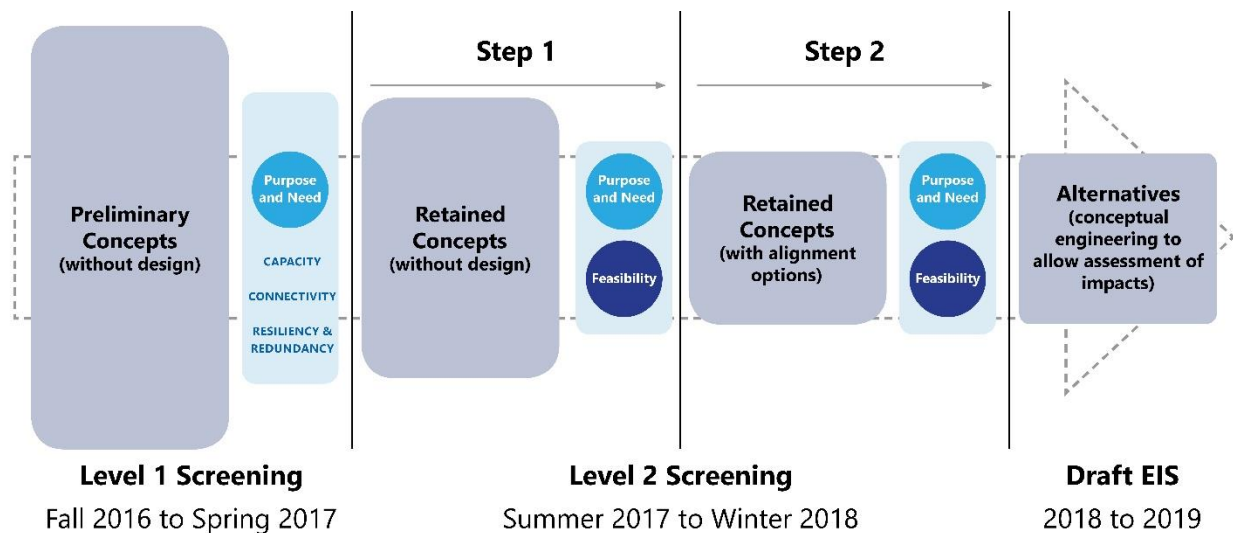 Step 1
Step 2
Preliminary
Concepts
(without design)
Purpose
and Need
CAPACITY
CONNECTIVITY
RESILIENCY &
REDUNDANCY
Retained
Concepts
(without design)
Purpose
and Need
Feasibility
Retained
Concepts
(with alignment
options)
Purpose
and Need
Feasibility
Alternatives
(conceptual
engineering to
allow assessment of
impacts)
Level 1 Screening
Fall 2016 to Spring 2017
Level 2 Screening
Summer 2017 to Winter 2018
Draft EIS
2018 to 2019